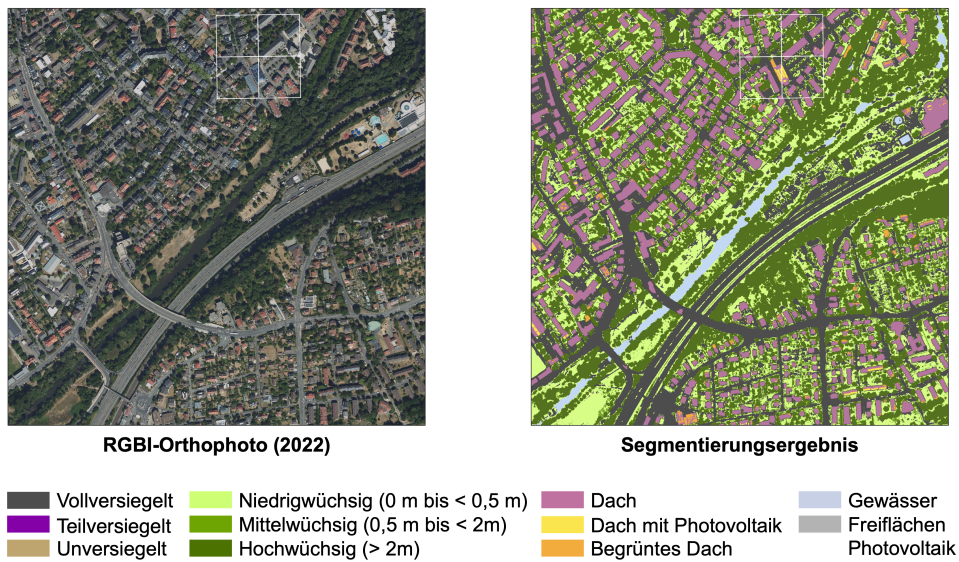 RGBI-Orthophoto (2022)
Segmentierungsergebnis
Vollversiegelt
Teilversiegelt
Unversiegelt
Niedrigwüchsig (0 m bis < 0,5 m)
Mittelwüchsig (0,5 m bis < 2m)
Hochwüchsig (> 2m)
Dach
Dach mit Photovoltaik
Begrüntes Dach
Gewässer
Freiflächen
Photovoltaik